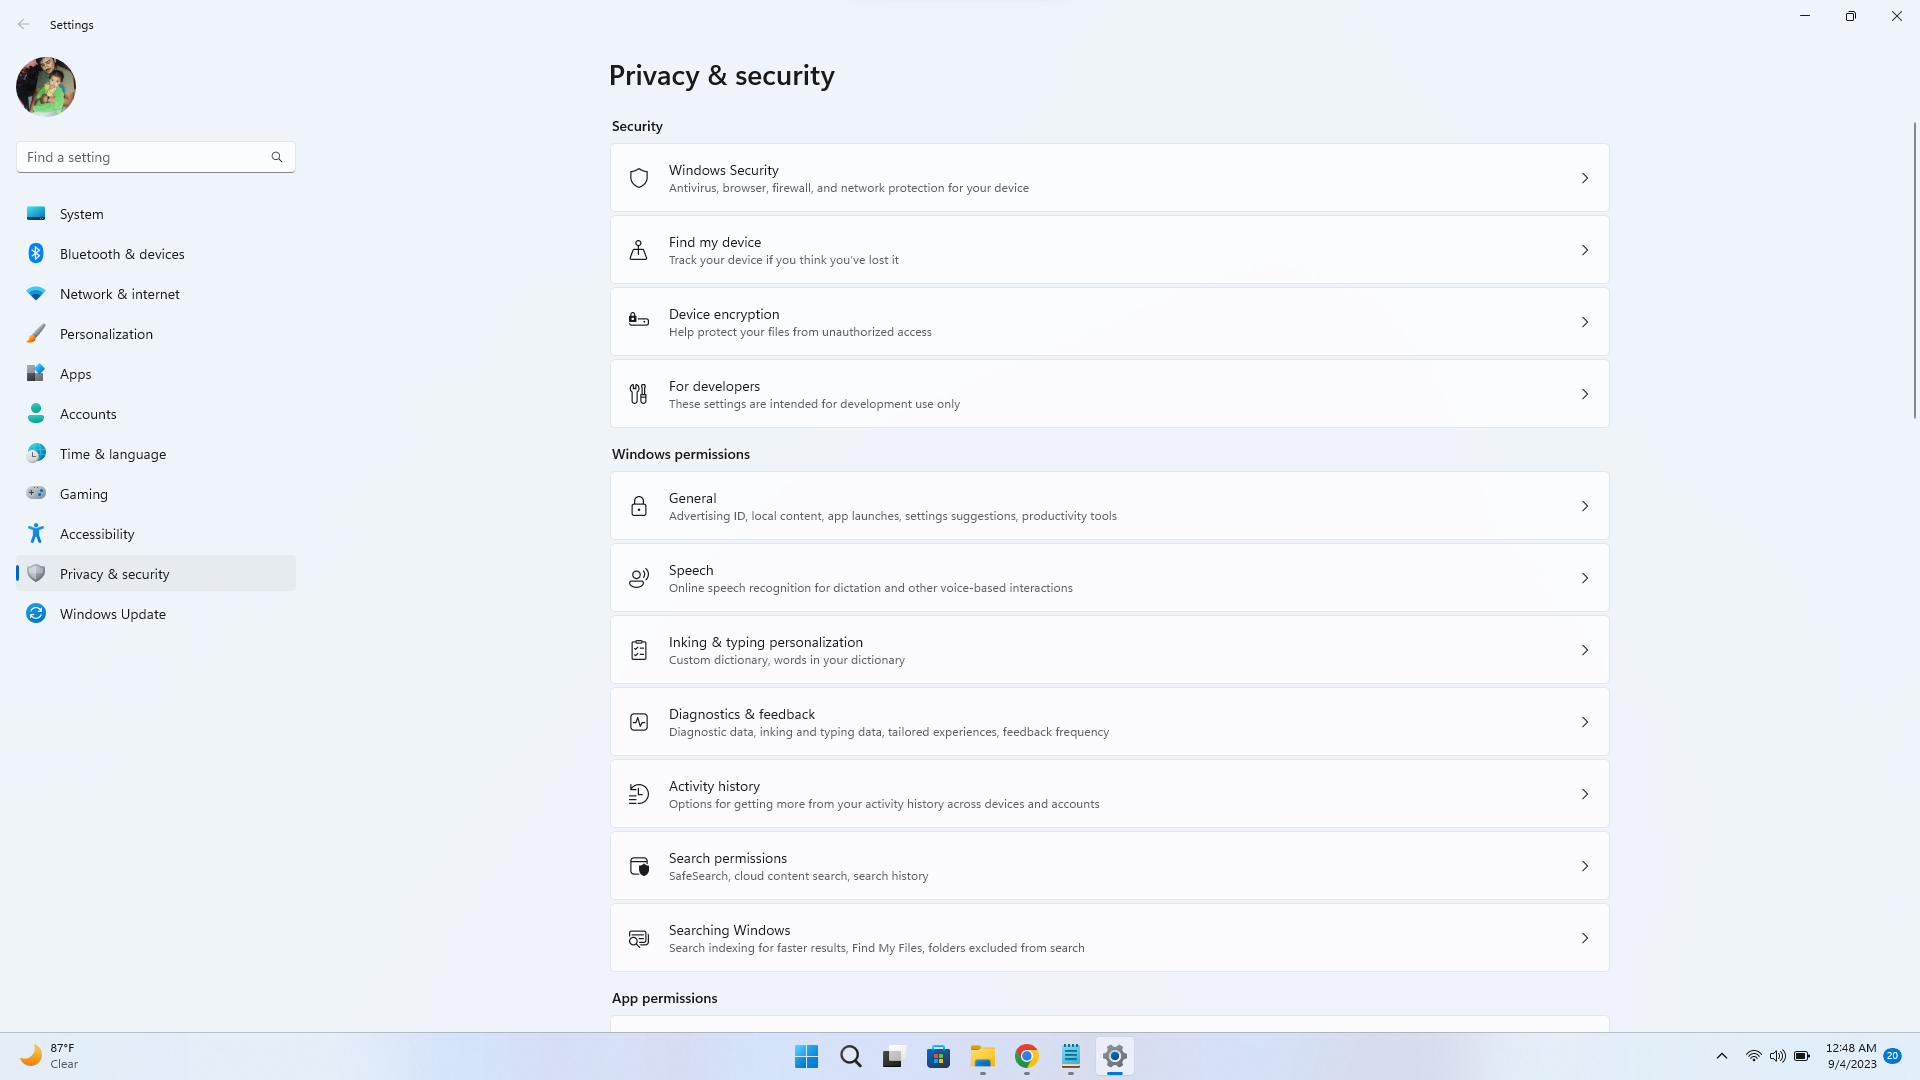 Settings
Find a setting
System
Bluetooth & devices
Network & internet
Personalization
Apps
Accounts
Time & language
Gaming
Accessibility
Privacy & security
Windows Update
Privacy & security
Security
Windows Security
Antivirus, browser, firewall, and network protection for your device
Find my device
Track your device if you think you've lost it
Device encryption
Help protect your files from unauthorized access
For developers
These settings are intended for development use only
Windows permissions
General
Advertising ID, local content, app launches, settings suggestions, productivity tools
Speech
Online speech recognition for dictation and other voice-based interactions
Inking & typing personalization
Custom dictionary, words in your dictionary
Diagnostics & feedback
Diagnostic data, inking and typing data, tailored experiences, feedback frequency
Activity history
Options for getting more from your activity history across devices and accounts
Search permissions
SafeSearch, cloud content search, search history
Searching Windows
Search indexing for faster results, Find My Files, folders excluded from search
App permissions
87°F
Clear
12:48 AM
9/4/2023
20